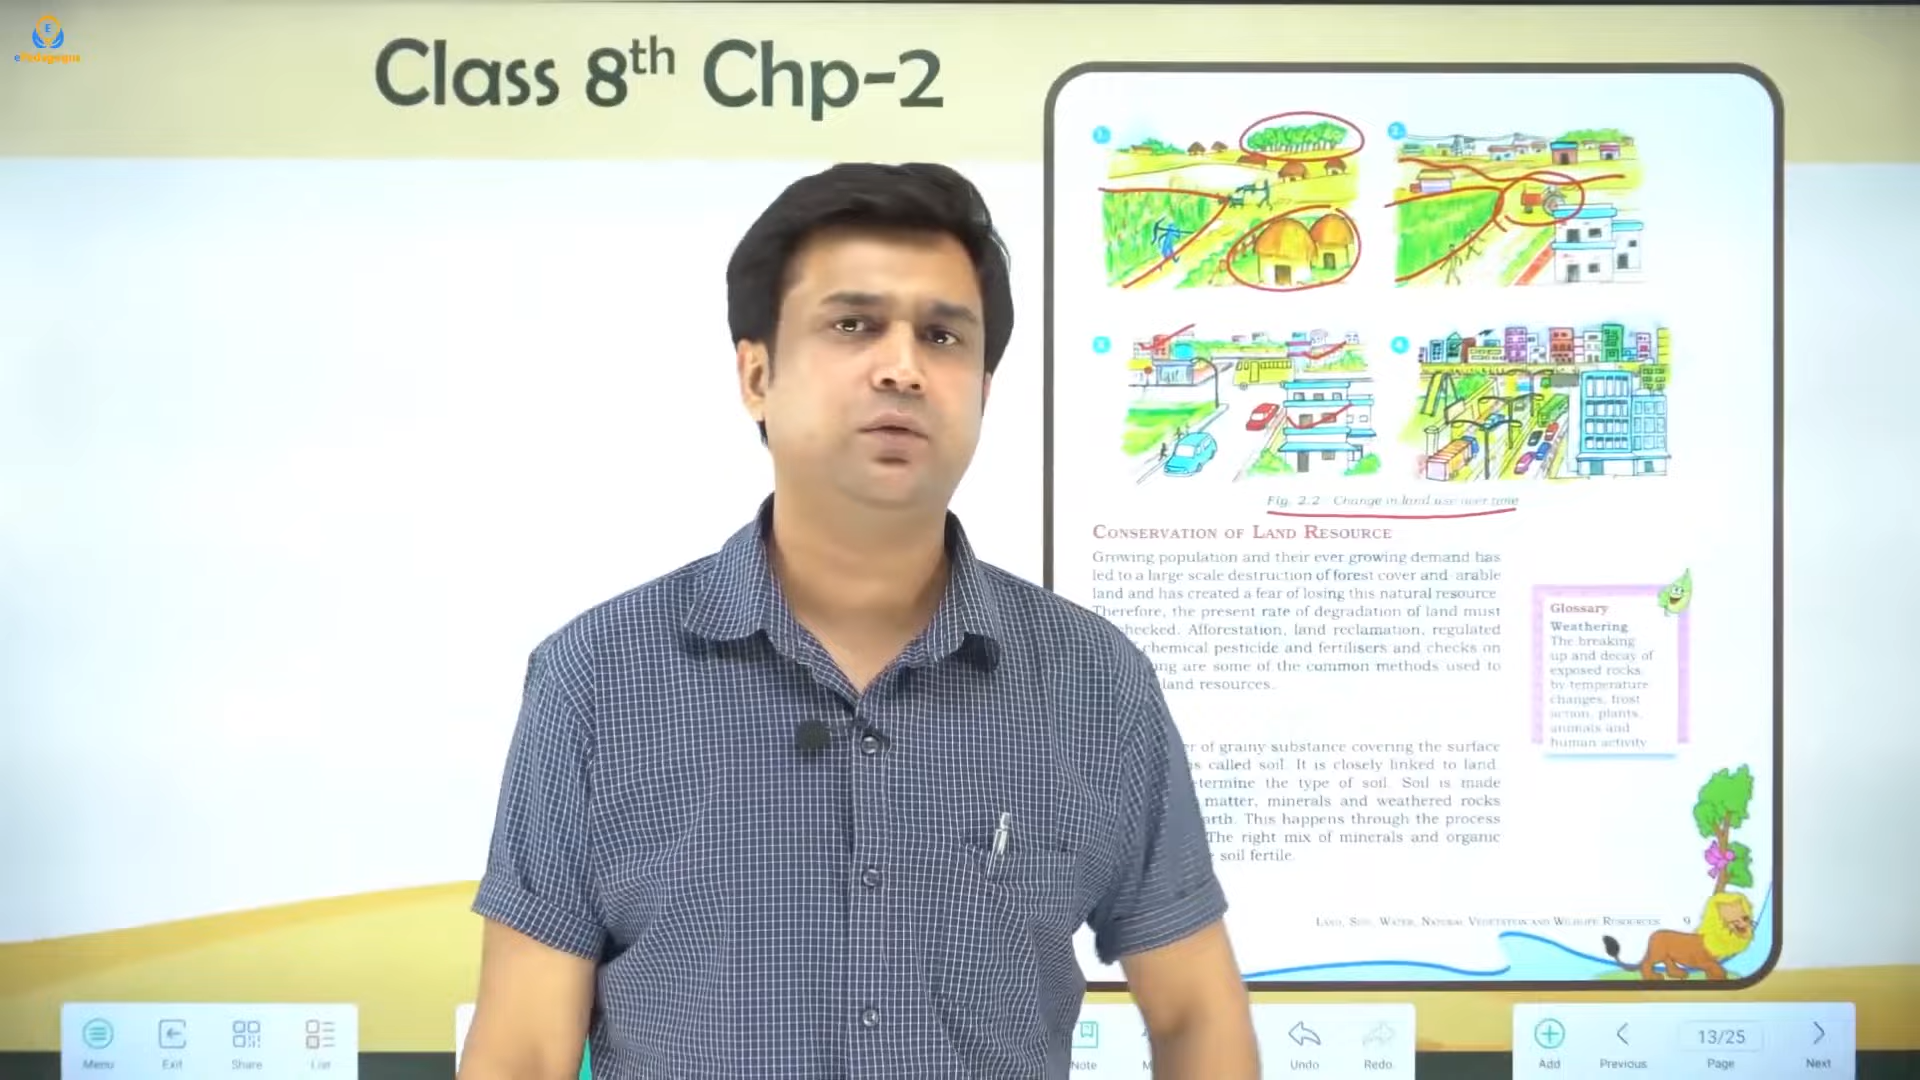 ePedagogus
Class 8th Chp-2
1.
2.
3.
4.
Fig. 2.2 Change in land use over time
CONSERVATION OF LAND RESOURCE
Growing population and their ever growing demand has
led to a large scale destruction of forest cover and arable
land and has created a fear of losing this natural resource.
Therefore, the present rate of degradation of land must
checked. Afforestation, land reclamation, regulated
chemical pesticide and fertilisers and checks on
are some of the common methods used to
land resources.
of grainy substance covering the surface
called soil. It is closely linked to land.
the type of soil. Soil is made
matter, minerals and weathered rocks
This happens through the process
The right mix of minerals and organic
soil fertile.
Glossary
Weathering
The breaking
up and decay of
exposed rocks,
by temperature
changes, frost
action, plants,
animals and
human activity
LAND, SOIL, WATER, NATURAL VEGETATION AND WILDLIFE RESOURCES 9
Menu
Exit
Share
List
Note
Undo
Redo
Add
Previous
13/25
Page
Next